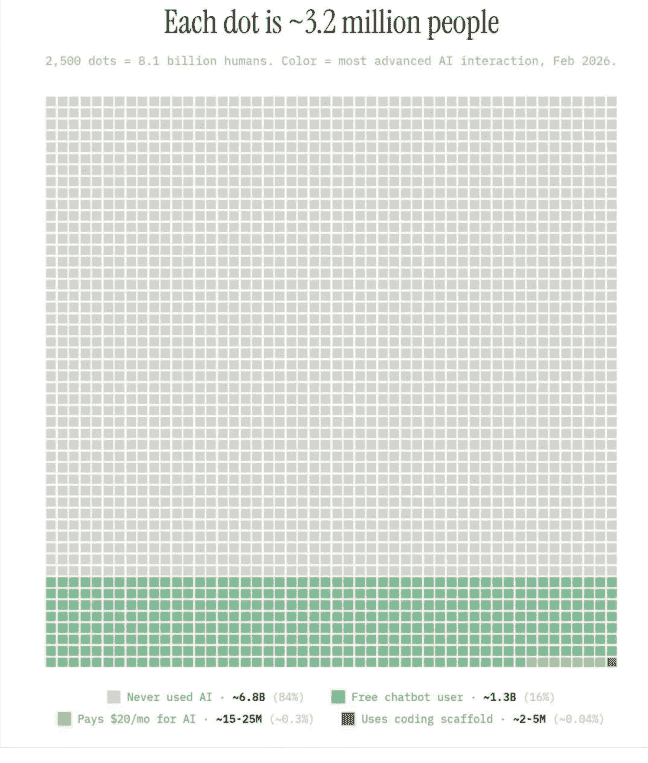 Each dot is ~3.2 million people
2,500 dots = 8.1 billion humans. Color = most advanced AI interaction, Feb 2026.
Never used AI · ~6.8B (84%) Free chatbot user · ~1.3B (16%)
Pays $20/mo for AI · ~15-25M (~0.3%) Uses coding scaffold · ~2-5M (~0.04%)